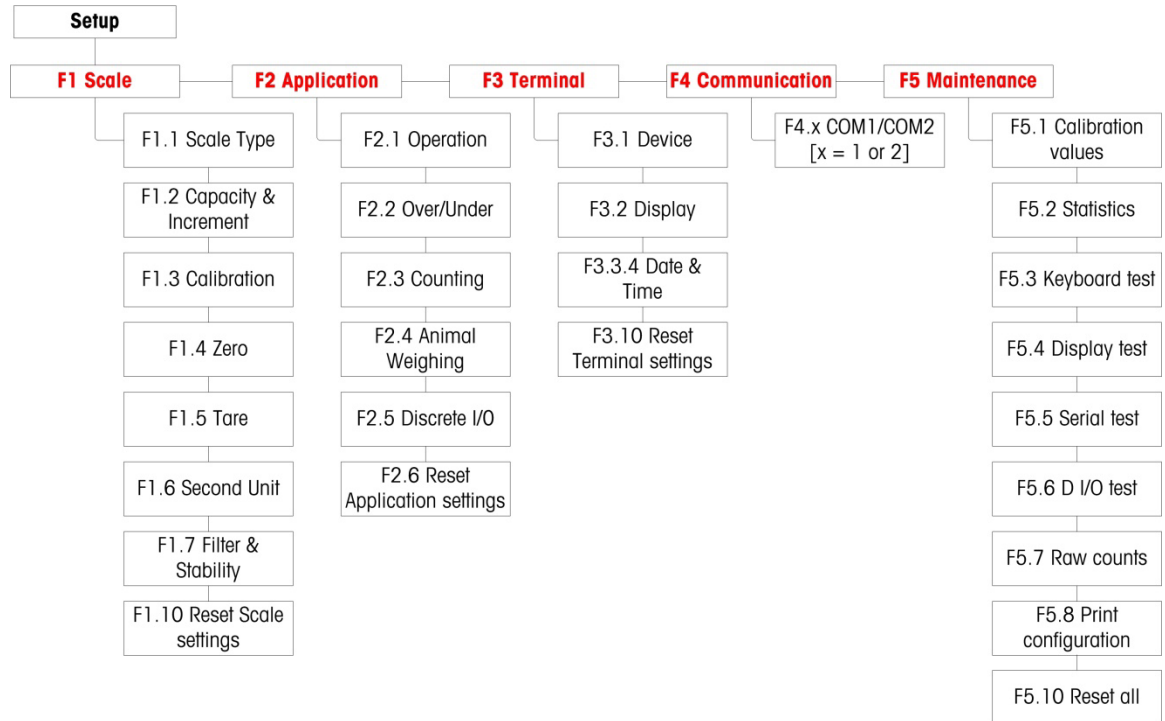 Setup
F1 Scale
F2 Application
F3 Terminal
F4 Communication
F5 Maintenance
F1.1 Scale Type
F1.2 Capacity &
Increment
F1.3 Calibration
F1.4 Zero
F1.5 Tare
F1.6 Second Unit
F1.7 Filter &
Stability
F1.10 Reset Scale
settings
F2.1 Operation
F2.2 Over/Under
F2.3 Counting
F2.4 Animal
Weighing
F2.5 Discrete I/O
F2.6 Reset
Application settings
F3.1 Device
F3.2 Display
F3.3.4 Date &
Time
F3.10 Reset
Terminal settings
F4.x COM1/COM2
[x = 1 or 2]
F5.1 Calibration
values
F5.2 Statistics
F5.3 Keyboard test
F5.4 Display test
F5.5 Serial test
F5.6 D I/O test
F5.7 Raw counts
F5.8 Print
configuration
F5.10 Reset all